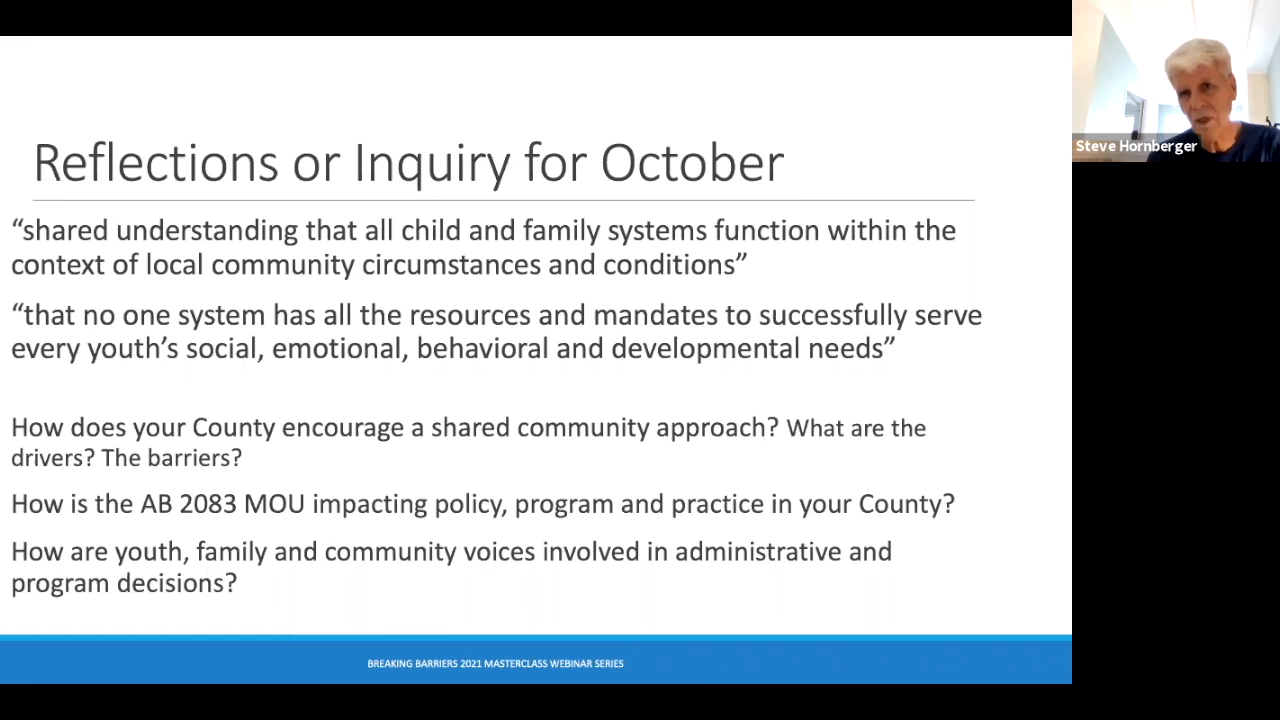 Reflections or Inquiry for October
“shared understanding that all child and family systems function within the
context of local community circumstances and conditions”
“that no one system has all the resources and mandates to successfully serve
every youth’s social, emotional, behavioral and developmental needs”
How does your County encourage a shared community approach? What are the
drivers? The barriers?
How is the AB 2083 MOU impacting policy, program and practice in your County?
How are youth, family and community voices involved in administrative and
program decisions?
BREAKING BARRIERS 2021 MASTERCLASS WEBINAR SERIES
Steve Hornberger